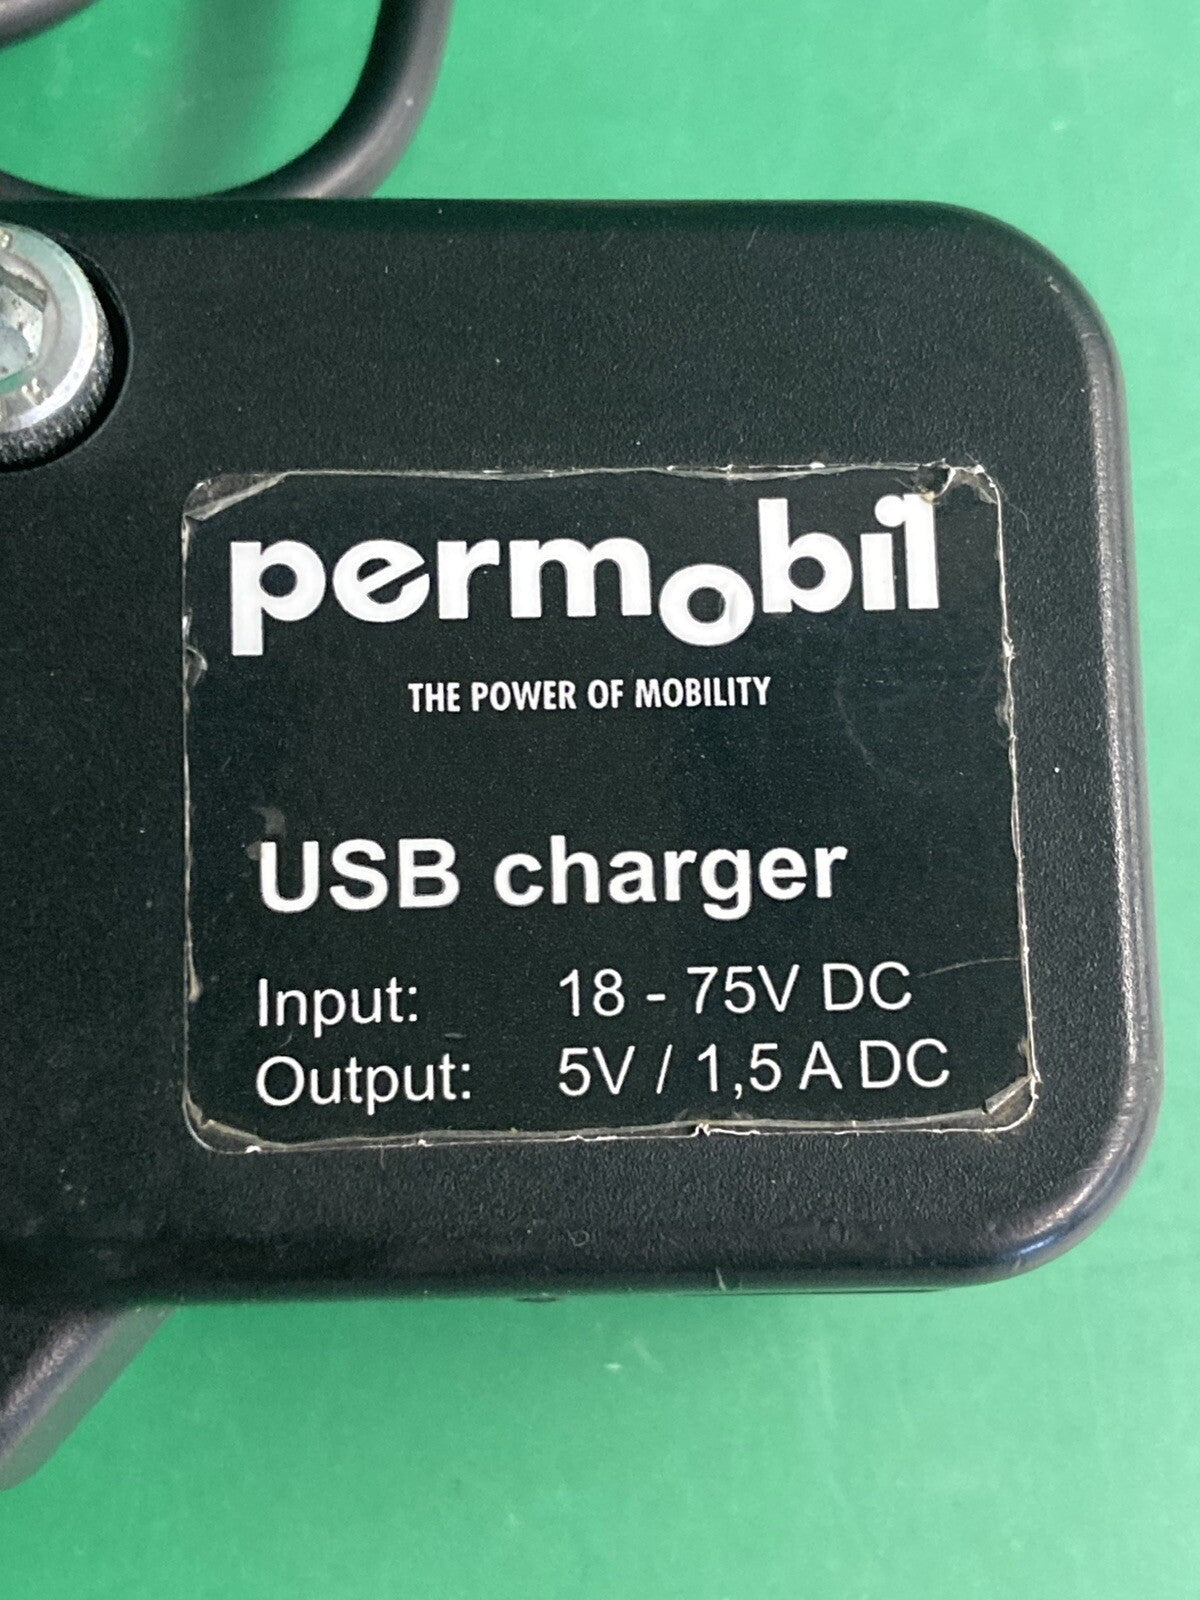 permobil
THE POWER OF MOBILITY
USB charger
Input: 18 - 75V DC
Output: 5V / 1,5 A DC